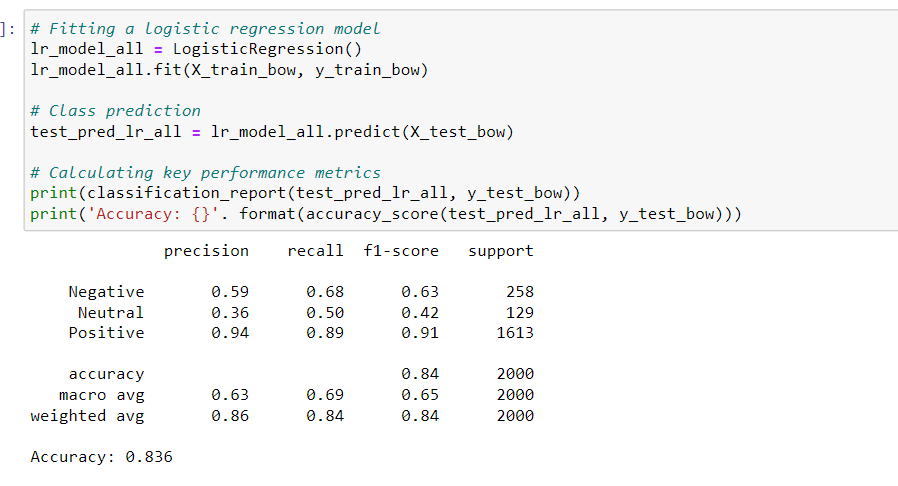 ]: # Fitting a logistic regression model
lr_model_all = LogisticRegression()
lr_model_all.fit(X_train_bow, y_train_bow)
# Class prediction
test_pred_lr_all = lr_model_all.predict(X_test_bow)
# Calculating key performance metrics
print(classification_report(test_pred_lr_all, y_test_bow))
print('Accuracy: {}'. format(accuracy_score(test_pred_lr_all, y_test_bow)))
precision recall f1-score support
Negative 0.59 0.68 0.63 258
Neutral 0.36 0.50 0.42 129
Positive 0.94 0.89 0.91 1613
accuracy 0.84 2000
macro avg 0.63 0.69 0.65 2000
weighted avg 0.86 0.84 0.84 2000
Accuracy: 0.836